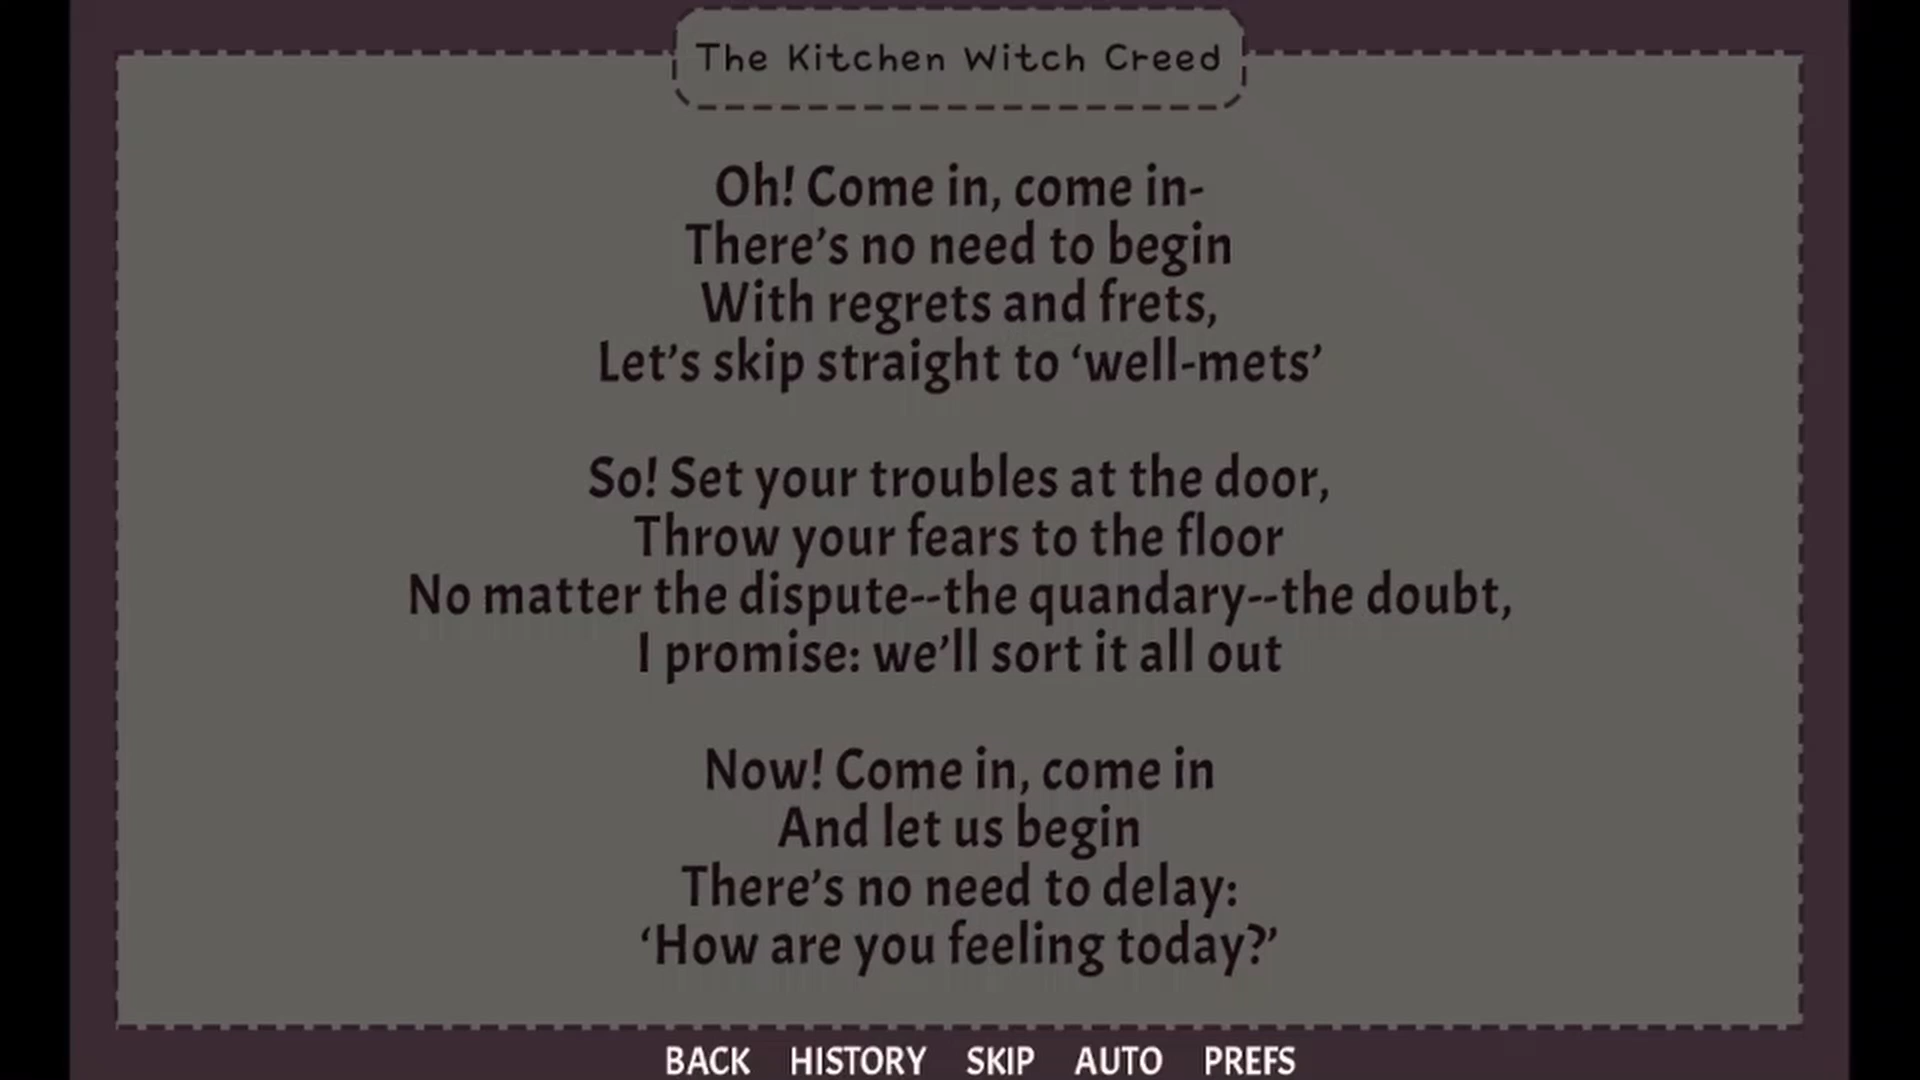 The Kitchen Witch Creed
Oh! Come in, come in-
There’s no need to begin
With regrets and frets,
Let’s skip straight to ‘well-mets’
So! Set your troubles at the door,
Throw your fears to the floor
No matter the dispute--the quandary--the doubt,
I promise: we’ll sort it all out
Now! Come in, come in
And let us begin
There’s no need to delay:
‘How are you feeling today?’
BACK HISTORY SKIP AUTO PREFS